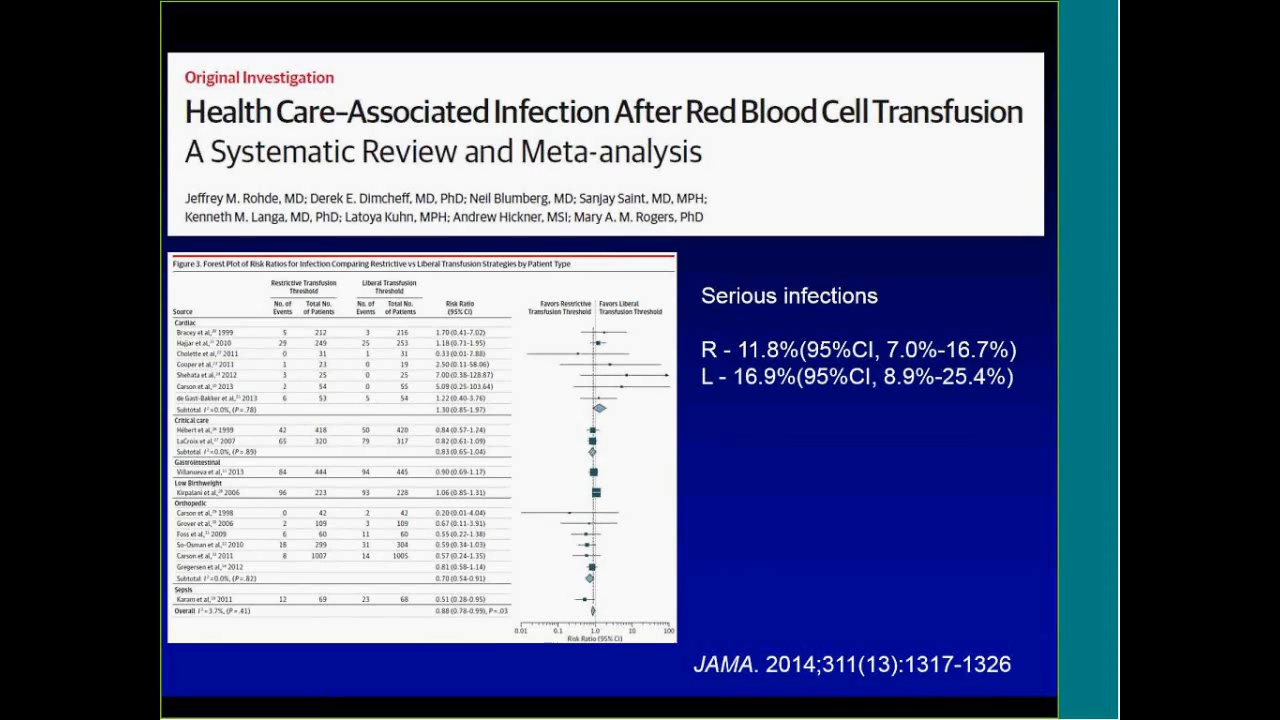 Original Investigation
Health Care–Associated Infection After Red Blood Cell Transfusion
A Systematic Review and Meta-analysis
Jeffrey M. Rohde, MD; Derek E. Dimcheff, MD, PhD; Neil Blumberg, MD; Sanjay Saint, MD, MPH;
Kenneth M. Langa, MD, PhD; Latoya Kuhn, MPH; Andrew Hickner, MSI; Mary A. M. Rogers, PhD
Figure 3. Forest Plot of Risk Ratios for Infection Comparing Restrictive vs Liberal Transfusion Strategies by Patient Type
Restrictive Transfusion Threshold Liberal Transfusion Threshold
Source No. of Events Total No. of Patients No. of Events Total No. of Patients Risk Ratio (95% CI) Favors Restrictive Transfusion Threshold Favors Liberal Transfusion Threshold
Cardiac
Bracey et al, 1999 5 212 3 216 1.70 (0.41-7.02)
Hajjar et al, 2010 29 249 25 253 1.18 (0.71-1.95)
Cholette et al, 2011 0 31 1 31 0.33 (0.01-7.88)
Cooper et al, 2011 1 23 0 19 2.50 (0.11-58.06)
Shehata et al, 2012 3 25 0 25 7.00 (0.38-128.87)
Carson et al, 2013 2 54 0 55 5.09 (0.25-103.64)
de Gast-Bakker et al, 2013 6 53 5 54 1.22 (0.40-3.76)
Subtotal I²=0.0%, (P=.78) 1.30 (0.85-1.97)
Critical care
Hébert et al, 1999 42 418 50 420 0.84 (0.57-1.24)
LaCroix et al, 2007 65 320 79 317 0.82 (0.61-1.09)
Subtotal I²=0.0%, (P=.89) 0.83 (0.65-1.04)
Gastrointestinal
Villanueva et al, 2013 84 444 94 445 0.90 (0.69-1.17)
Low Birthweight
Kirpalani et al, 2006 96 223 93 228 1.06 (0.85-1.31)
Orthopedic
Carson et al, 1998 0 42 2 42 0.20 (0.01-4.04)
Grover et al, 2006 2 109 3 109 0.67 (0.11-3.91)
Foss et al, 2009 6 60 11 60 0.55 (0.22-1.38)
So-Osman et al, 2010 18 299 31 304 0.59 (0.34-1.03)
Carson et al, 2011 8 1007 14 1005 0.57 (0.24-1.35)
Gregersen et al, 2012 0.81 (0.58-1.14)
Subtotal I²=0.0%, (P=.82) 0.70 (0.54-0.91)
Sepsis
Karam et al, 2011 12 69 23 68 0.51 (0.28-0.95)
Overall I²=3.7%, (P=.41) 0.88 (0.78-0.99), P=.03
0.01 0.1 1.0 10 100
Risk Ratio (95% CI)
Serious infections
R - 11.8%(95%CI, 7.0%-16.7%)
L - 16.9%(95%CI, 8.9%-25.4%)
JAMA. 2014;311(13):1317-1326